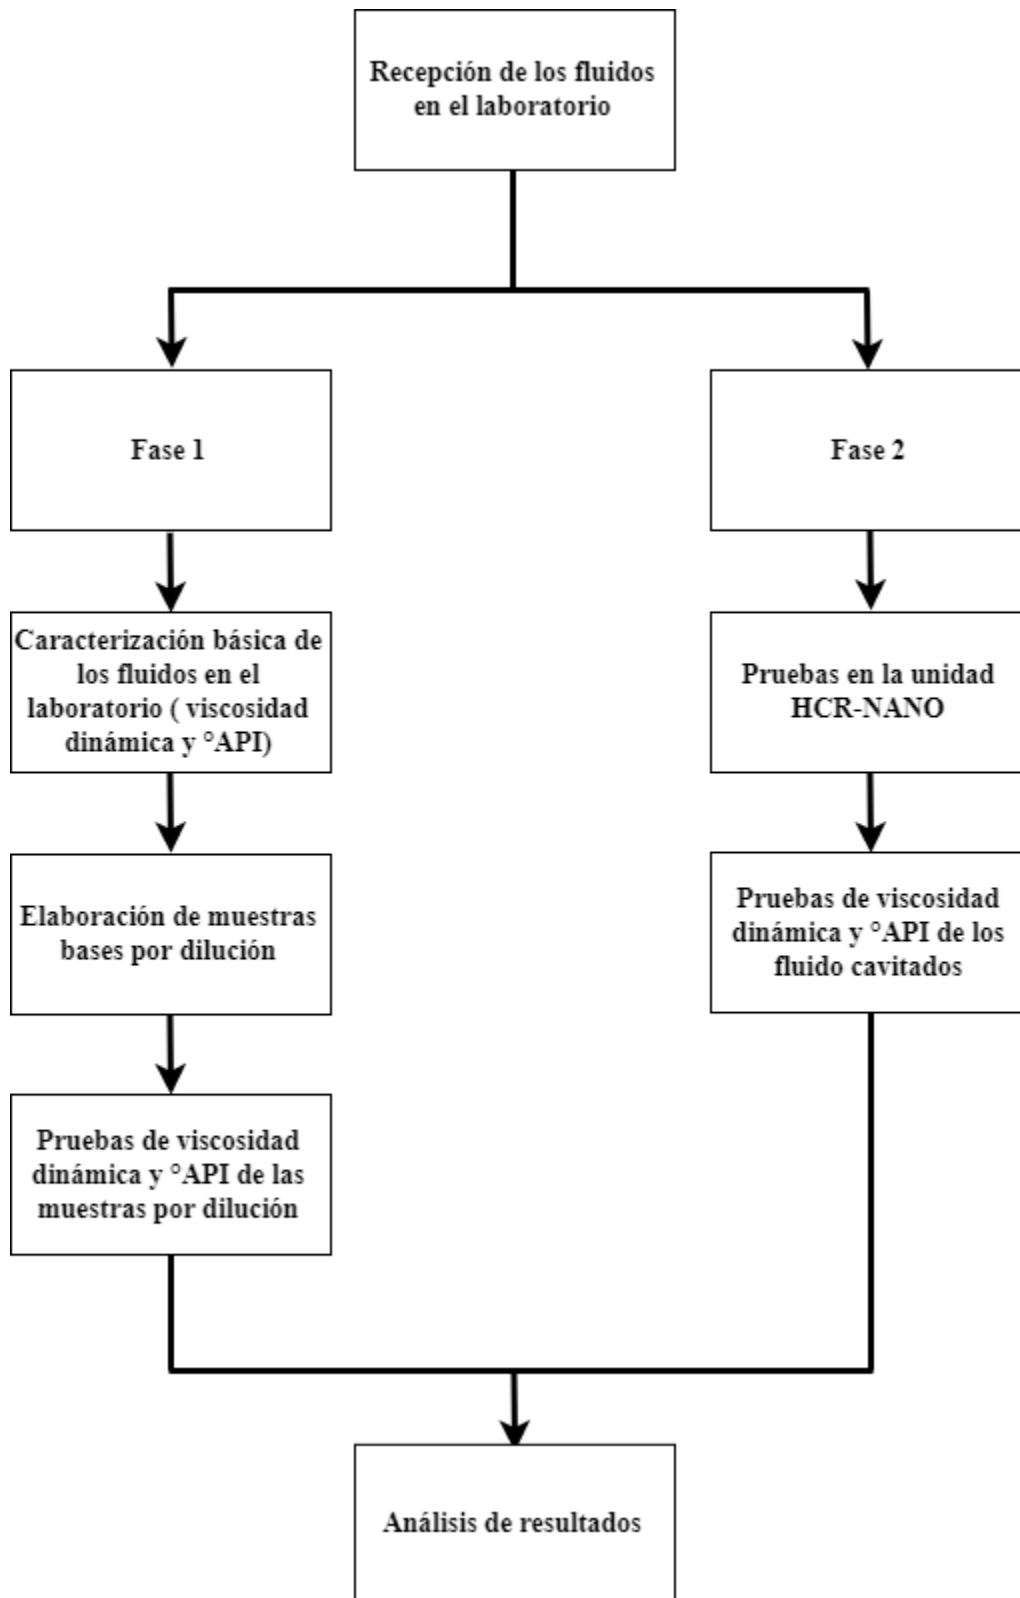 Recepción de los fluidos
en el laboratorio
Fase 1
Caracterización básica de
los fluidos en el
laboratorio ( viscosidad
dinámica y °API)
Elaboración de muestras
bases por dilución
Pruebas de viscosidad
dinámica y °API de las
muestras por dilución
Fase 2
Pruebas en la unidad
HCR-NANO
Pruebas de viscosidad
dinámica y °API de los
fluido cavitados
Análisis de resultados